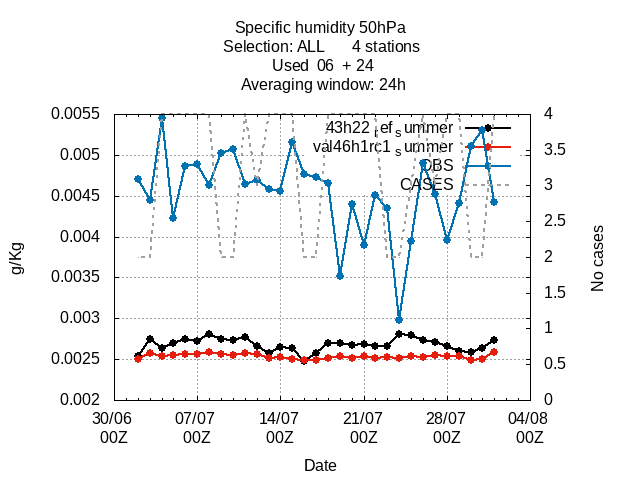 Specific humidity 50hPa
Selection: ALL 4 stations
Used 06 + 24
Averaging window: 24h
0.0055
0.005
0.0045
0.004
0.0035
0.003
0.0025
0.002
g/Kg
43h22refsummer
val46h1rc1summer
OBS
CASES
4
3.5
3
2.5
2
1.5
1
0.5
0
No cases
30/06 07/07 14/07 21/07 28/07 04/08
00Z 00Z 00Z 00Z 00Z 00Z
Date